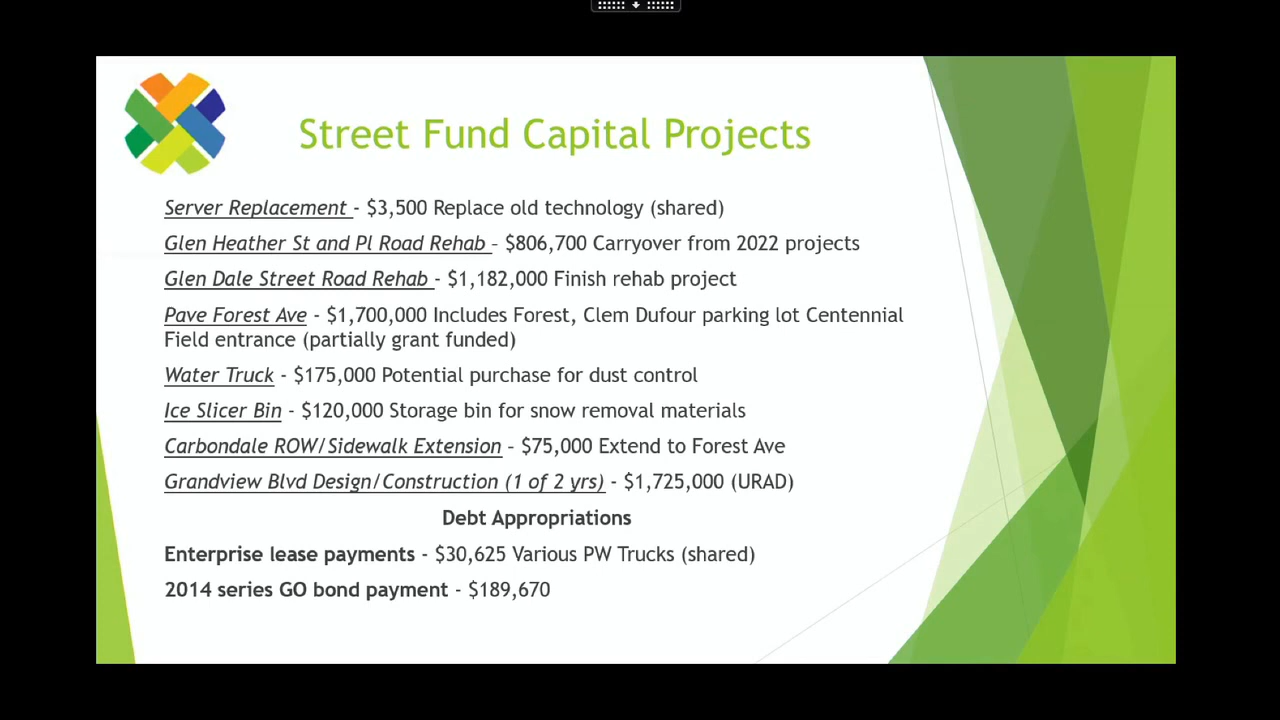 Street Fund Capital Projects
Server Replacement - $3,500 Replace old technology (shared)
Glen Heather St and Pl Road Rehab – $806,700 Carryover from 2022 projects
Glen Dale Street Road Rehab - $1,182,000 Finish rehab project
Pave Forest Ave - $1,700,000 Includes Forest, Clem Dufour parking lot Centennial
Field entrance (partially grant funded)
Water Truck - $175,000 Potential purchase for dust control
Ice Slicer Bin - $120,000 Storage bin for snow removal materials
Carbondale ROW/Sidewalk Extension – $75,000 Extend to Forest Ave
Grandview Blvd Design/Construction (1 of 2 yrs) - $1,725,000 (URAD)
Debt Appropriations
Enterprise lease payments - $30,625 Various PW Trucks (shared)
2014 series GO bond payment - $189,670